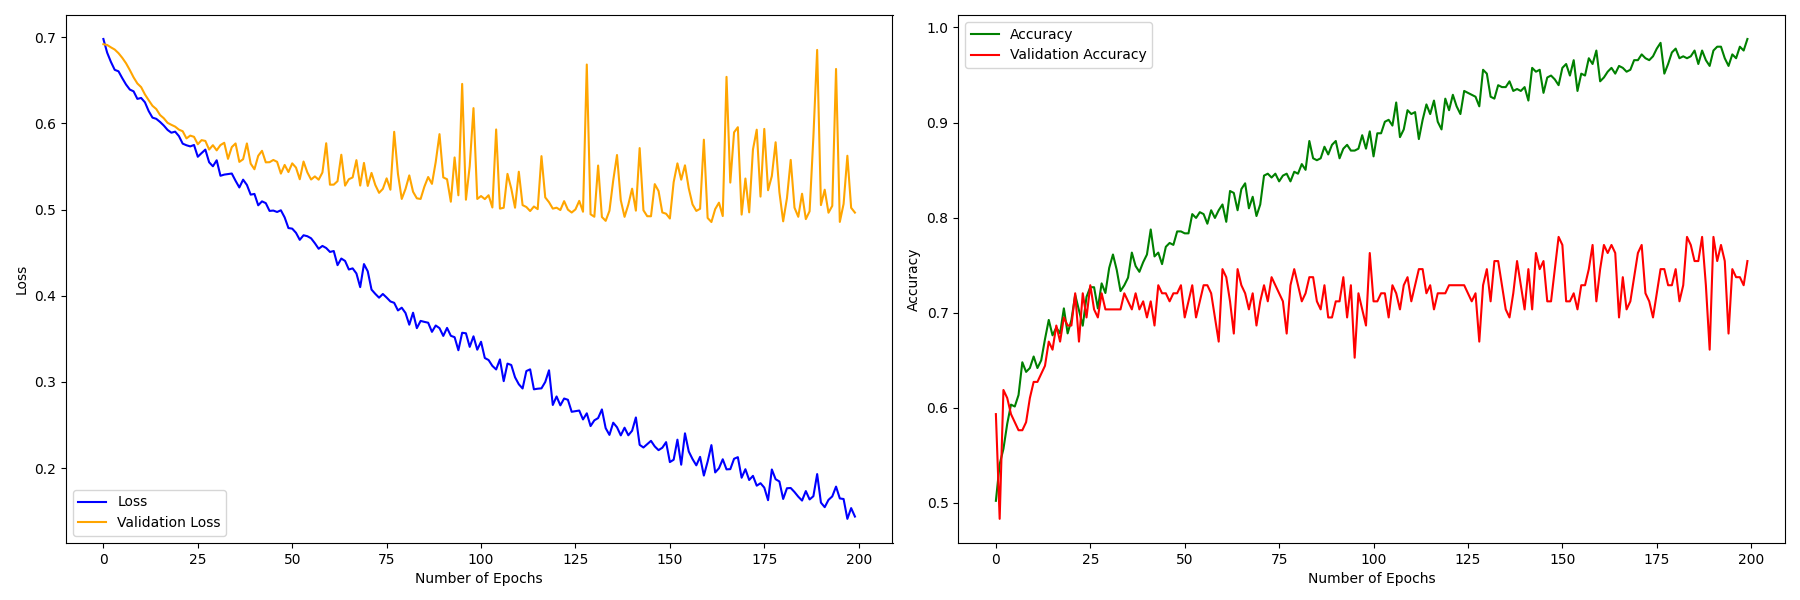 0.7
0.6
0.5
0.4
0.3
0.2
Loss
Loss
Validation Loss
0 25 50 75 100 125 150 175 200
Number of Epochs
1.0
0.9
0.8
0.7
0.6
0.5
Accuracy
Accuracy
Validation Accuracy
0 25 50 75 100 125 150 175 200
Number of Epochs